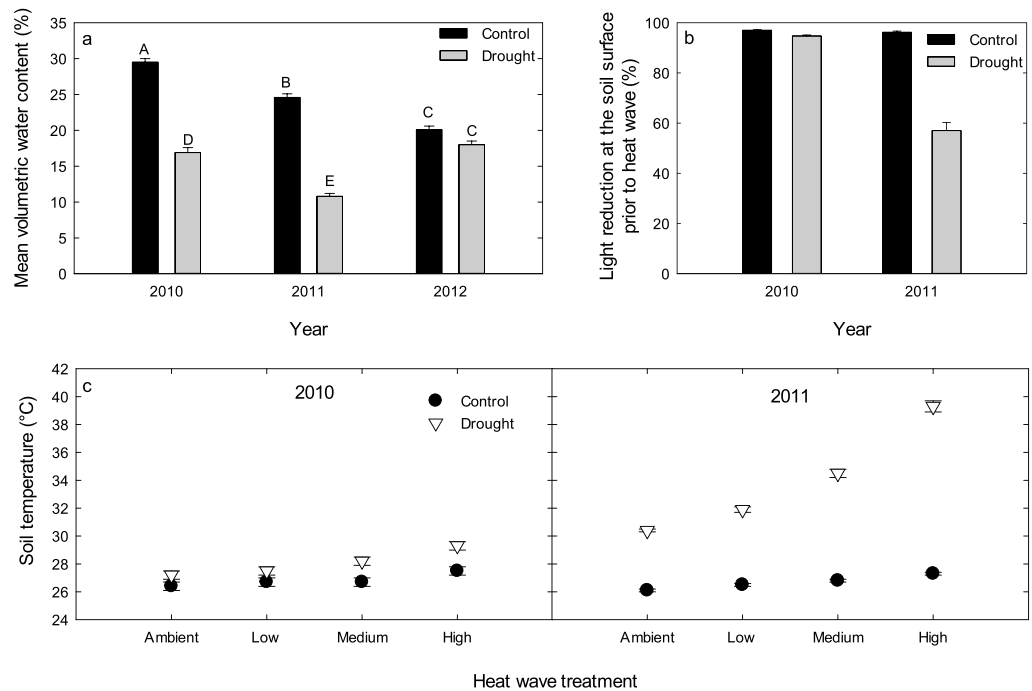 a
Control
Drought
A
B
C
C
D
E
35
30
25
20
15
10
5
0
Mean volumetric water content (%)
2010 2011 2012
Year
b
Control
Drought
100
80
60
40
20
0
Light reduction at the soil surface
prior to heat wave (%)
2010 2011
Year
c
2010
Control
Drought
2011
42
40
38
36
34
32
30
28
26
24
Soil temperature (°C)
Ambient Low Medium High Ambient Low Medium High
Heat wave treatment